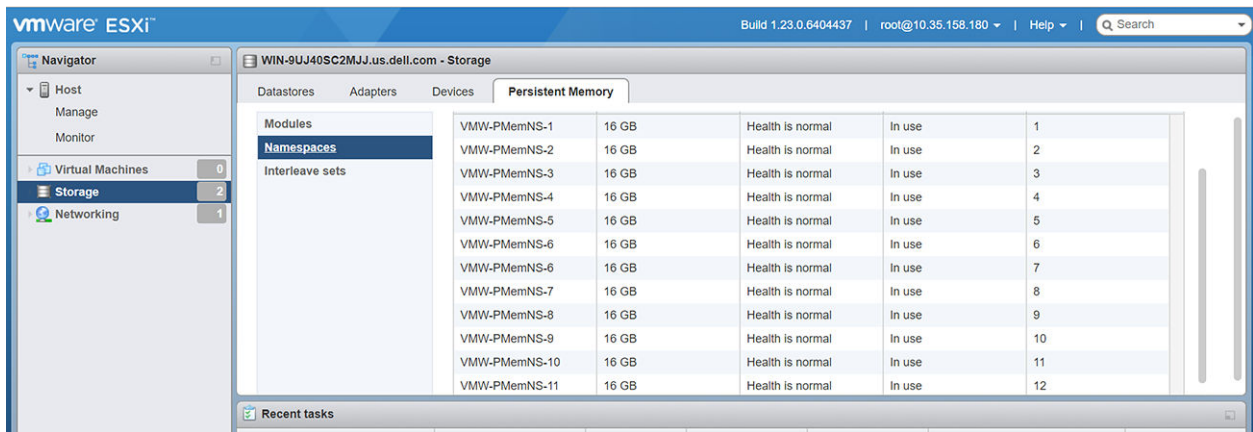 vmware ESXi™ Build 1.23.0.6404437 | root@10.35.158.180 | Help | Search
Navigator
Host
Manage
Monitor
Virtual Machines 0
Storage 2
Networking 1
WIN-9UJ40SC2MJJ.us.dell.com - Storage
Datastores Adapters Devices Persistent Memory
Modules
Namespaces
Interleave sets
VMW-PMemNS-1 16 GB Health is normal In use 1
VMW-PMemNS-2 16 GB Health is normal In use 2
VMW-PMemNS-3 16 GB Health is normal In use 3
VMW-PMemNS-4 16 GB Health is normal In use 4
VMW-PMemNS-5 16 GB Health is normal In use 5
VMW-PMemNS-6 16 GB Health is normal In use 6
VMW-PMemNS-6 16 GB Health is normal In use 7
VMW-PMemNS-7 16 GB Health is normal In use 8
VMW-PMemNS-8 16 GB Health is normal In use 9
VMW-PMemNS-9 16 GB Health is normal In use 10
VMW-PMemNS-10 16 GB Health is normal In use 11
VMW-PMemNS-11 16 GB Health is normal In use 12
Recent tasks